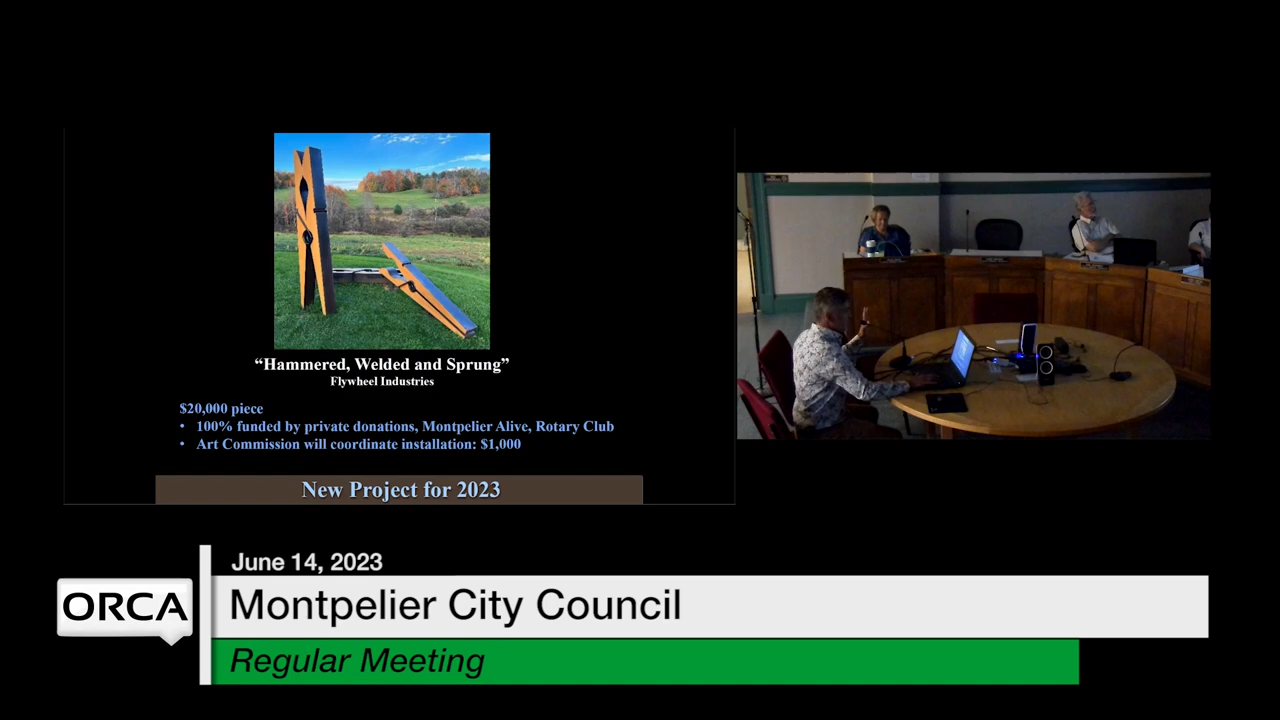 “Hammered, Welded and Sprung”
Flywheel Industries
$20,000 piece
• 100% funded by private donations, Montpelier Alive, Rotary Club
• Art Commission will coordinate installation: $1,000
New Project for 2023
June 14, 2023
ORCA
Montpelier City Council
Regular Meeting